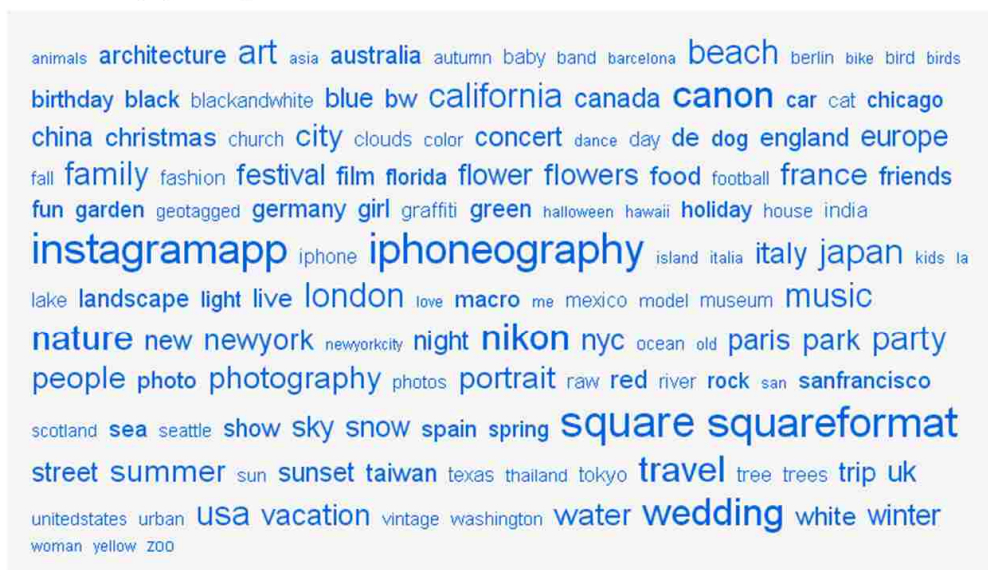 animals architecture art asia australia autumn baby band barcelona beach berlin bike bird birds
birthday black blackandwhite blue bw california canada canon car cat chicago
china christmas church city clouds color concert dance day de dog england europe
fall family fashion festival film florida flower flowers food football france friends
fun garden geotagged germany girl graffiti green halloween hawaii holiday house india
instagramapp iphone iphoneography island italia italy japan kids la
lake landscape light live london love macro me mexico model museum music
nature new newyork newyorkcity night nikon nyc ocean old paris park party
people photo photography photos portrait raw red river rock san sanfrancisco
scotland sea seattle show sky snow spain spring square squareformat
street summer sun sunset taiwan texas thailand tokyo travel tree trees trip uk
unitedstates urban usa vacation vintage washington water wedding white winter
woman yellow zoo